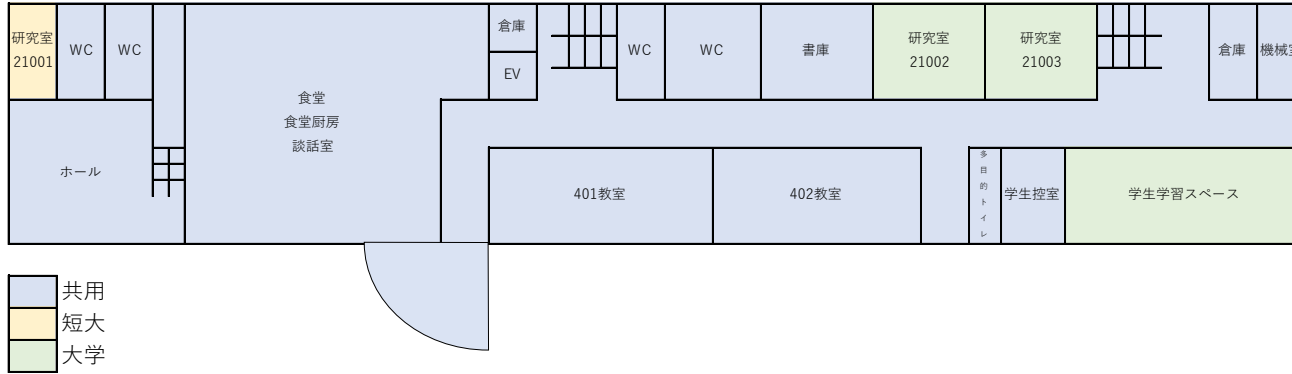 研究室
21001
WC
WC
食堂
食堂厨房
談話室
倉庫
EV
WC
WC
書庫
研究室
21002
研究室
21003
倉庫
機械室
ホール
401教室
402教室
多目的トイレ
学生控室
学生学習スペース
共用
短大
大学